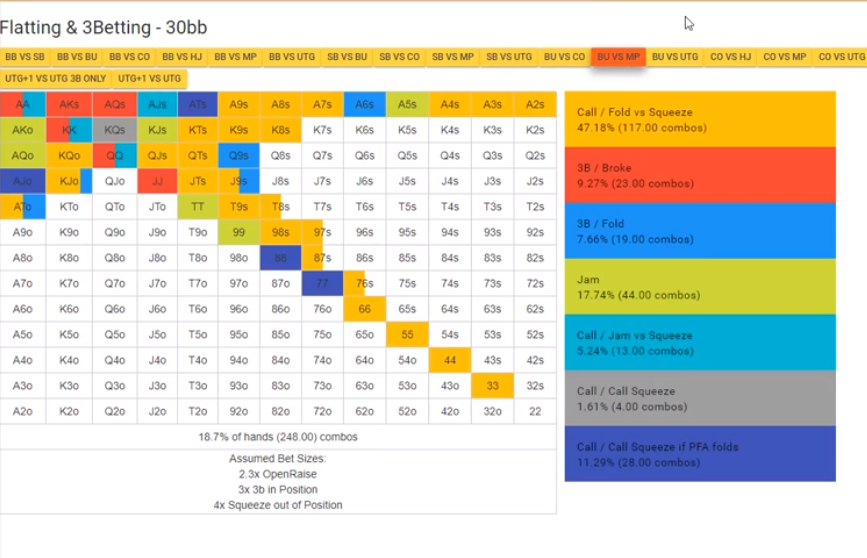 Flatting & 3Betting - 30bb
BB VS SB BB VS BU BB VS CO BB VS HJ BB VS MP BB VS UTG SB VS BU SB VS CO SB VS MP SB VS UTG BU VS CO BU VS MP BU VS UTG CO VS HJ CO VS MP CO VS UTG
UTG+1 VS UTG 3B ONLY UTG+1 VS UTG
AA AKs AQs AJs ATs A9s A8s A7s A6s A5s A4s A3s A2s
AKo KK KQs KJs KTs K9s K8s K7s K6s K5s K4s K3s K2s
AQo KQo QQ QJs QTs Q9s Q8s Q7s Q6s Q5s Q4s Q3s Q2s
AJo KJo QJo JJ JTs J9s J8s J7s J6s J5s J4s J3s J2s
ATo KTo QTo JTo TT T9s T8s T7s T6s T5s T4s T3s T2s
A9o K9o Q9o J9o T9o 99 98s 97s 96s 95s 94s 93s 92s
A8o K8o Q8o J8o T8o 98o 88 87s 86s 85s 84s 83s 82s
A7o K7o Q7o J7o T7o 97o 87o 77 76s 75s 74s 73s 72s
A6o K6o Q6o J6o T6o 96o 86o 76o 66 65s 64s 63s 62s
A5o K5o Q5o J5o T5o 95o 85o 75o 65o 55 54s 53s 52s
A4o K4o Q4o J4o T4o 94o 84o 74o 64o 54o 44 43s 42s
A3o K3o Q3o J3o T3o 93o 83o 73o 63o 53o 43o 33 32s
A2o K2o Q2o J2o T2o 92o 82o 72o 62o 52o 42o 32o 22
18.7% of hands (248.00) combos
Assumed Bet Sizes:
2.3x OpenRaise
3x 3b in Position
4x Squeeze out of Position
Call / Fold vs Squeeze
47.18% (117.00 combos)
3B / Broke
9.27% (23.00 combos)
3B / Fold
7.66% (19.00 combos)
Jam
17.74% (44.00 combos)
Call / Jam vs Squeeze
5.24% (13.00 combos)
Call / Call Squeeze
1.61% (4.00 combos)
Call / Call Squeeze if PFA folds
11.29% (28.00 combos)